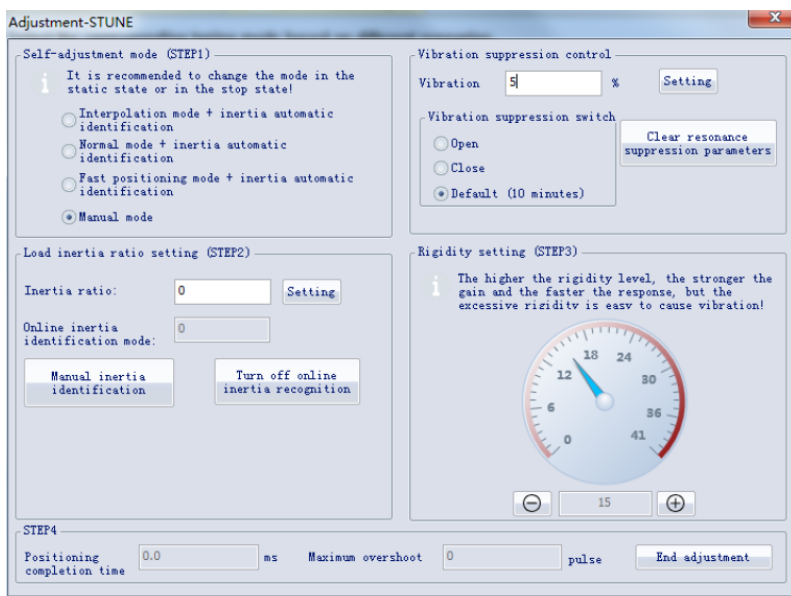 Adjustment-STUNE
Self-adjustment mode (STEP1)
It is recommended to change the mode in the
static state or in the stop state!
Interpolation mode + inertia automatic
identification
Normal mode + inertia automatic
identification
Fast positioning mode + inertia automatic
identification
Manual mode
Vibration suppression control
Vibration 5 % Setting
Vibration suppression switch
Open
Close
Default (10 minutes)
Clear resonance
suppression parameters
Load inertia ratio setting (STEP2)
Inertia ratio: 0 Setting
Online inertia
identification mode: 0
Manual inertia
identification
Turn off online
inertia recognition
Rigidity setting (STEP3)
The higher the rigidity level, the stronger the
gain and the faster the response, but the
excessive rigidity is easy to cause vibration!
0
6
12
18
24
30
36
41
15
STEP4
Positioning
completion time 0.0 ms
Maximum overshoot 0 pulse
End adjustment